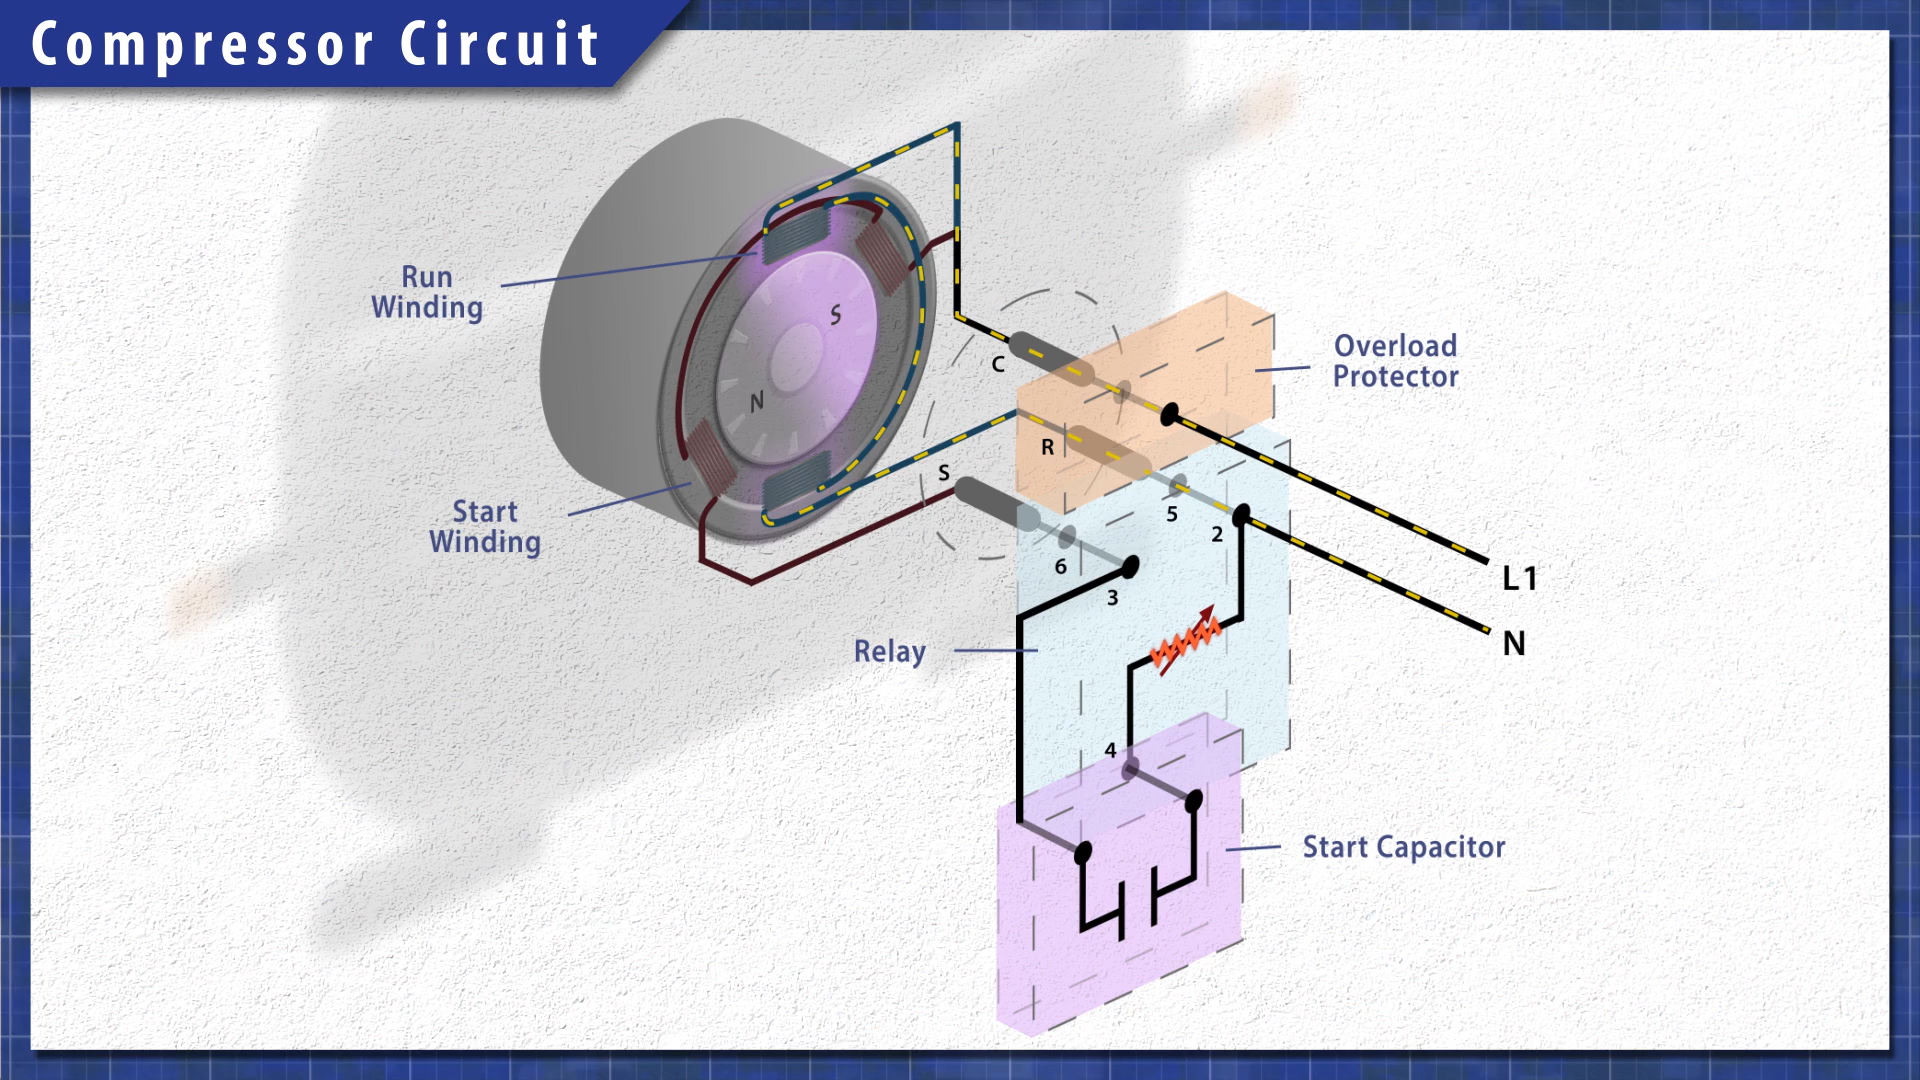 Compressor Circuit
Run
Winding
S
N
C
Overload
Protector
R
S
Start
Winding
5
2
6
3
L1
N
Relay
4
Start Capacitor